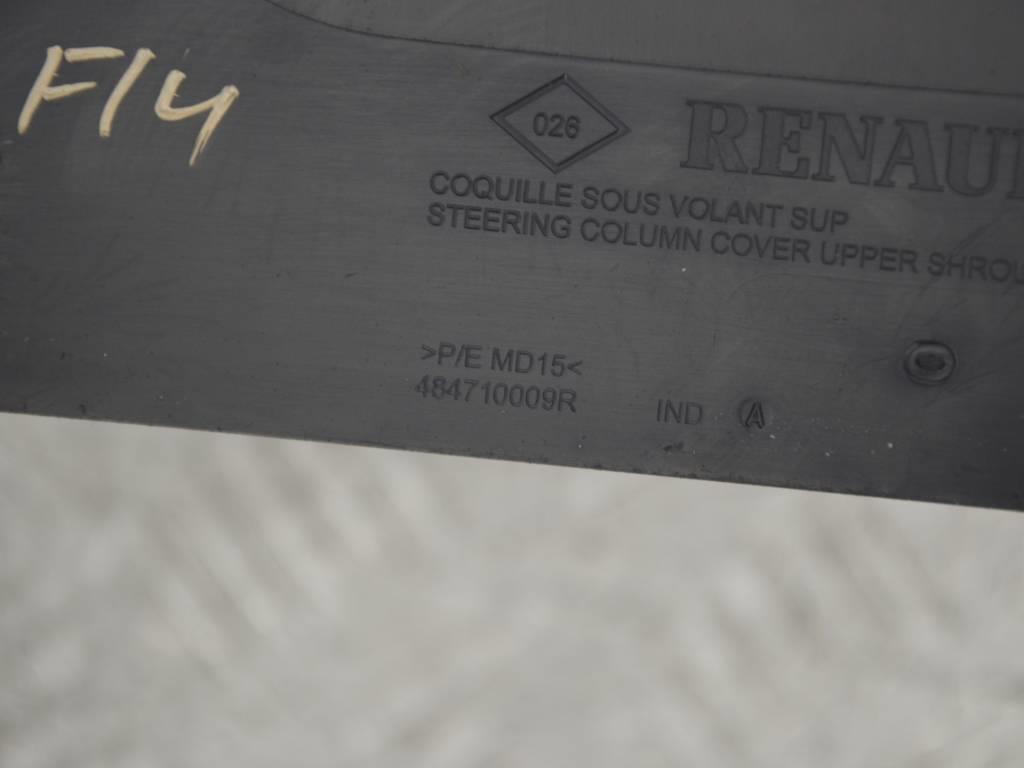 F14
026
RENAU
COQUILLE SOUS VOLANT SUP
STEERING COLUMN COVER UPPER SHROU
>P/E MD15<
484710009R
IND A